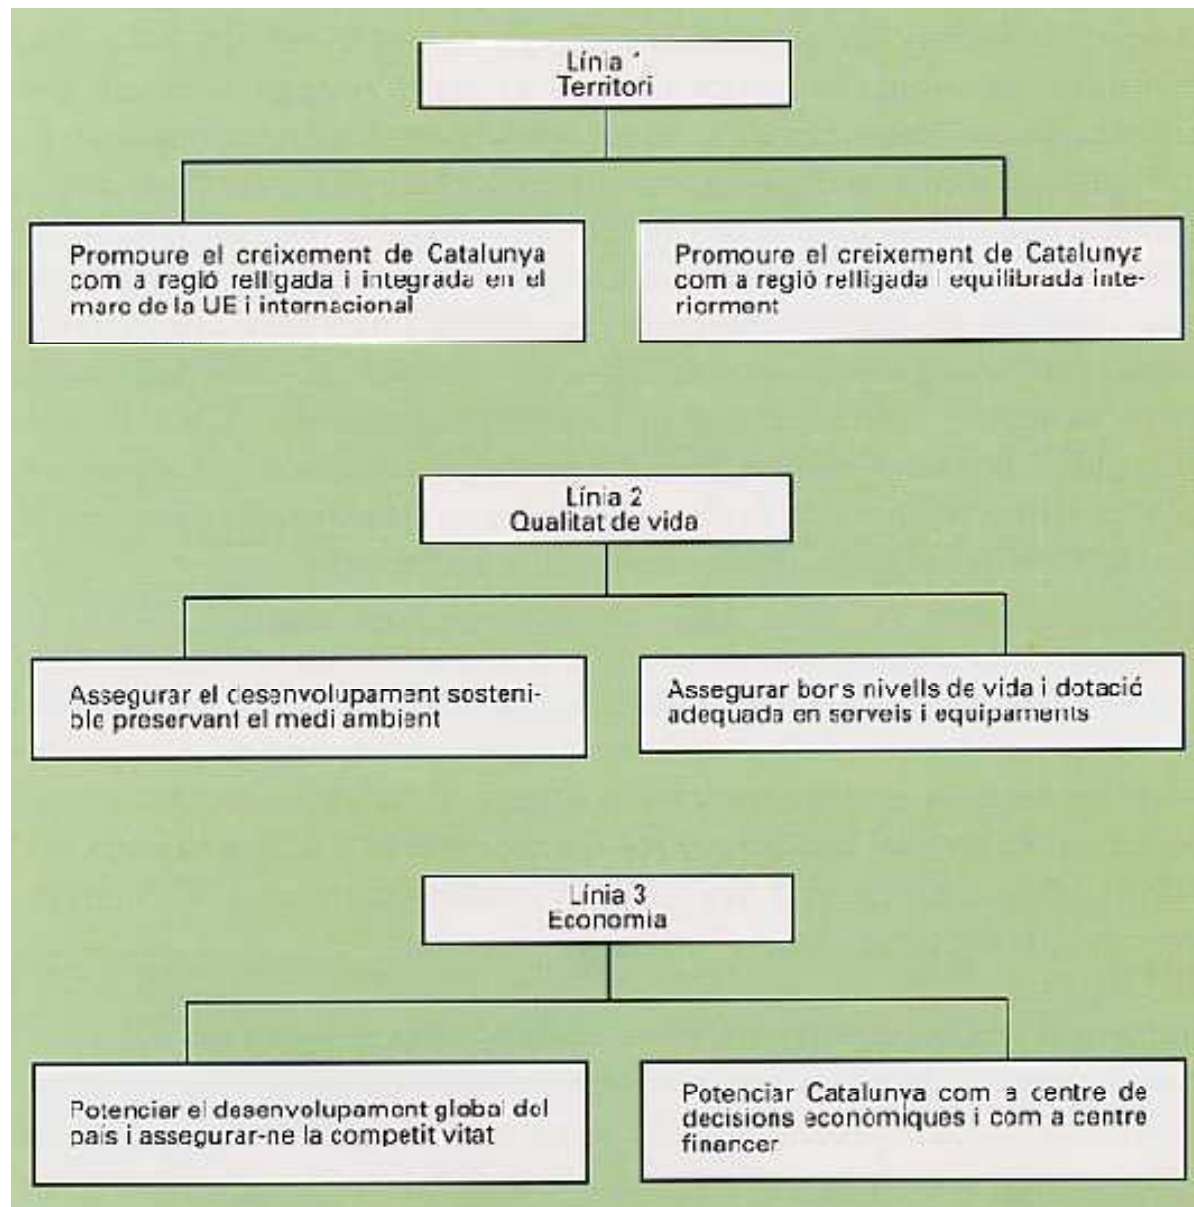 Línia 1
Territori
Promoure el creixement de Catalunya
com a regió relligada i integrada en el
marc de la UE i internacional
Promoure el creixement de Catalunya
com a regió relligada i equilibrada inte-
riorment
Línia 2
Qualitat de vida
Assegurar el desenvolupament sosteni-
ble preservant el medi ambient
Assegurar bons nivells de vida i dotació
adequada en serveis i equipaments
Línia 3
Economia
Potenciar el desenvolupament global del
país i assegurar-ne la competitivitat
Potenciar Catalunya com a centre de
decisions econòmiques i com a centre
financer